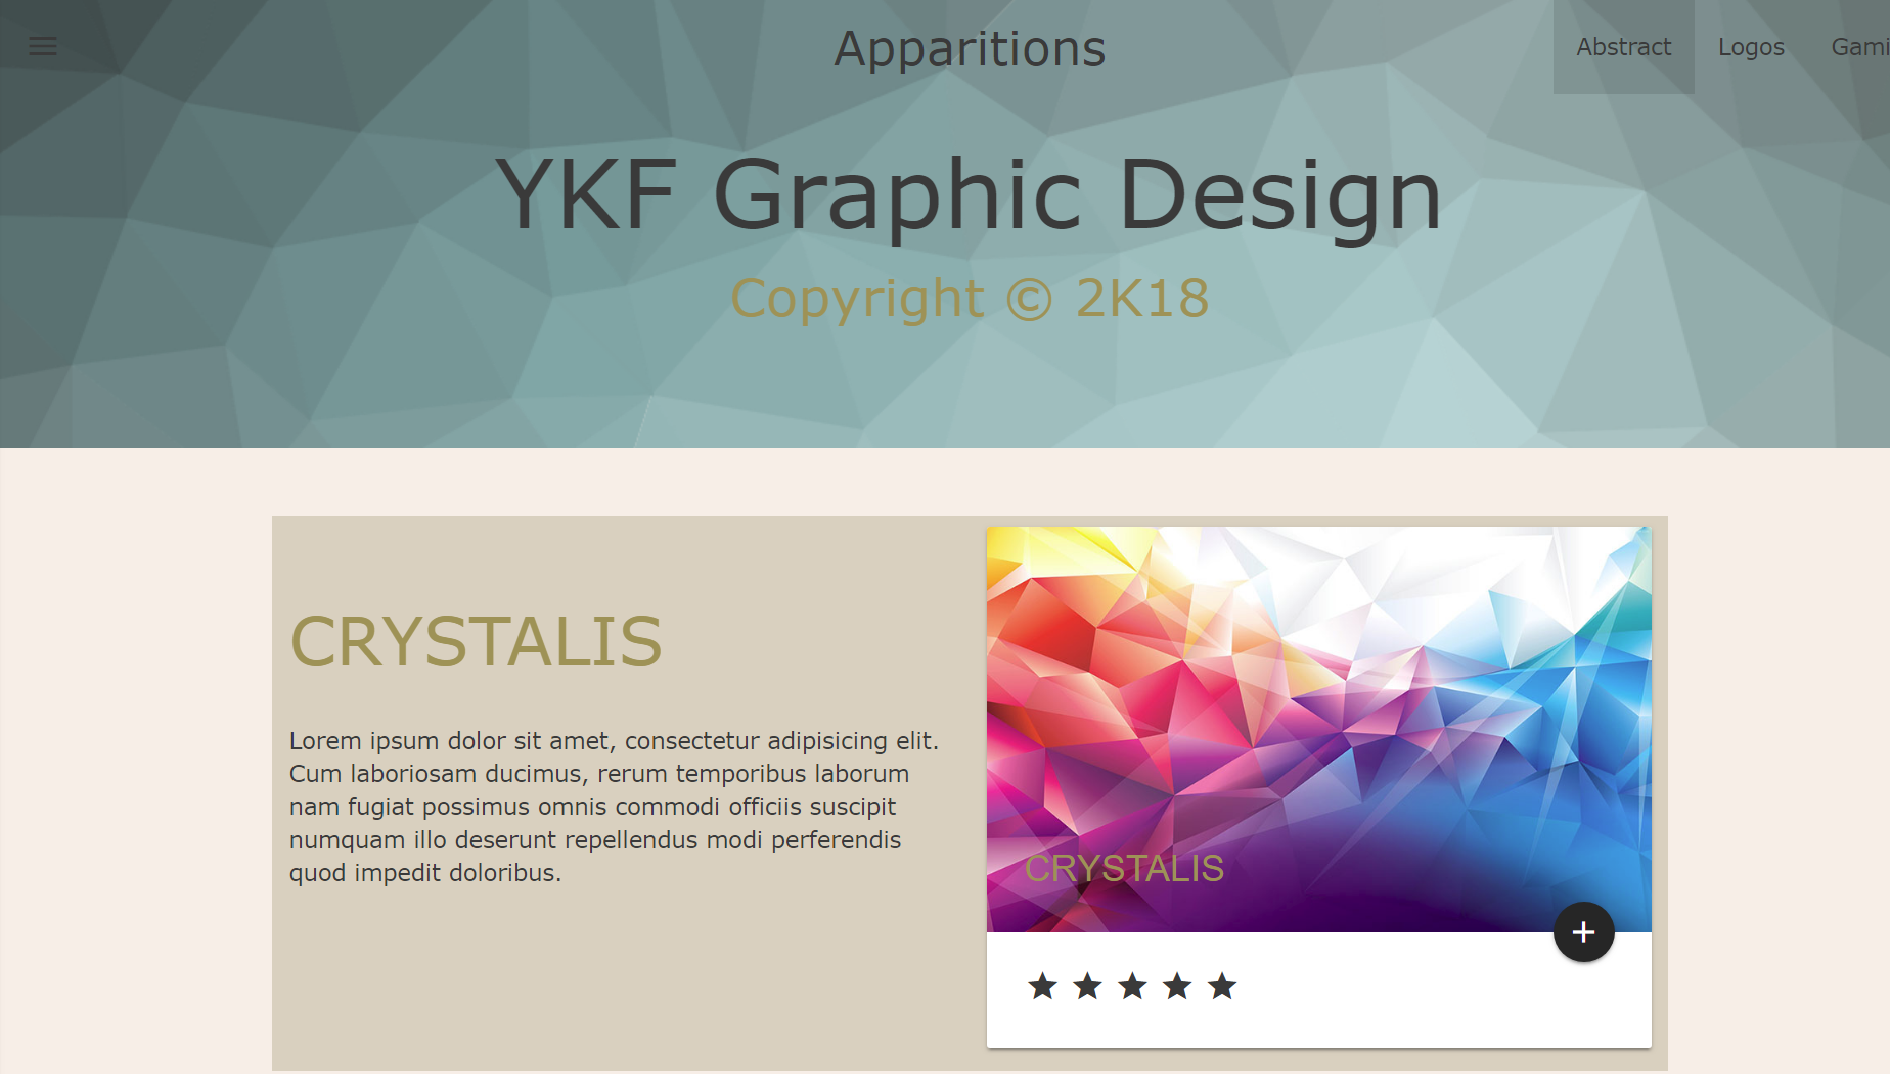 Apparitions
Abstract
Logos
Gami
YKF Graphic Design
Copyright © 2K18
CRYSTALIS
Lorem ipsum dolor sit amet, consectetur adipisicing elit.
Cum laboriosam ducimus, rerum temporibus laborum
nam fugiat possimus omnis commodi officiis suscipit
numquam illo deserunt repellendus modi perferendis
quod impedit doloribus.
CRYSTALIS